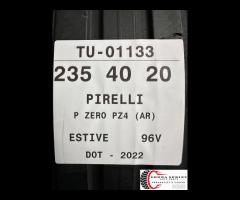 TU-01133
235 40 20
PIRELLI
P ZERO PZ4 (AR)
ESTIVE 96V
DOT - 2022